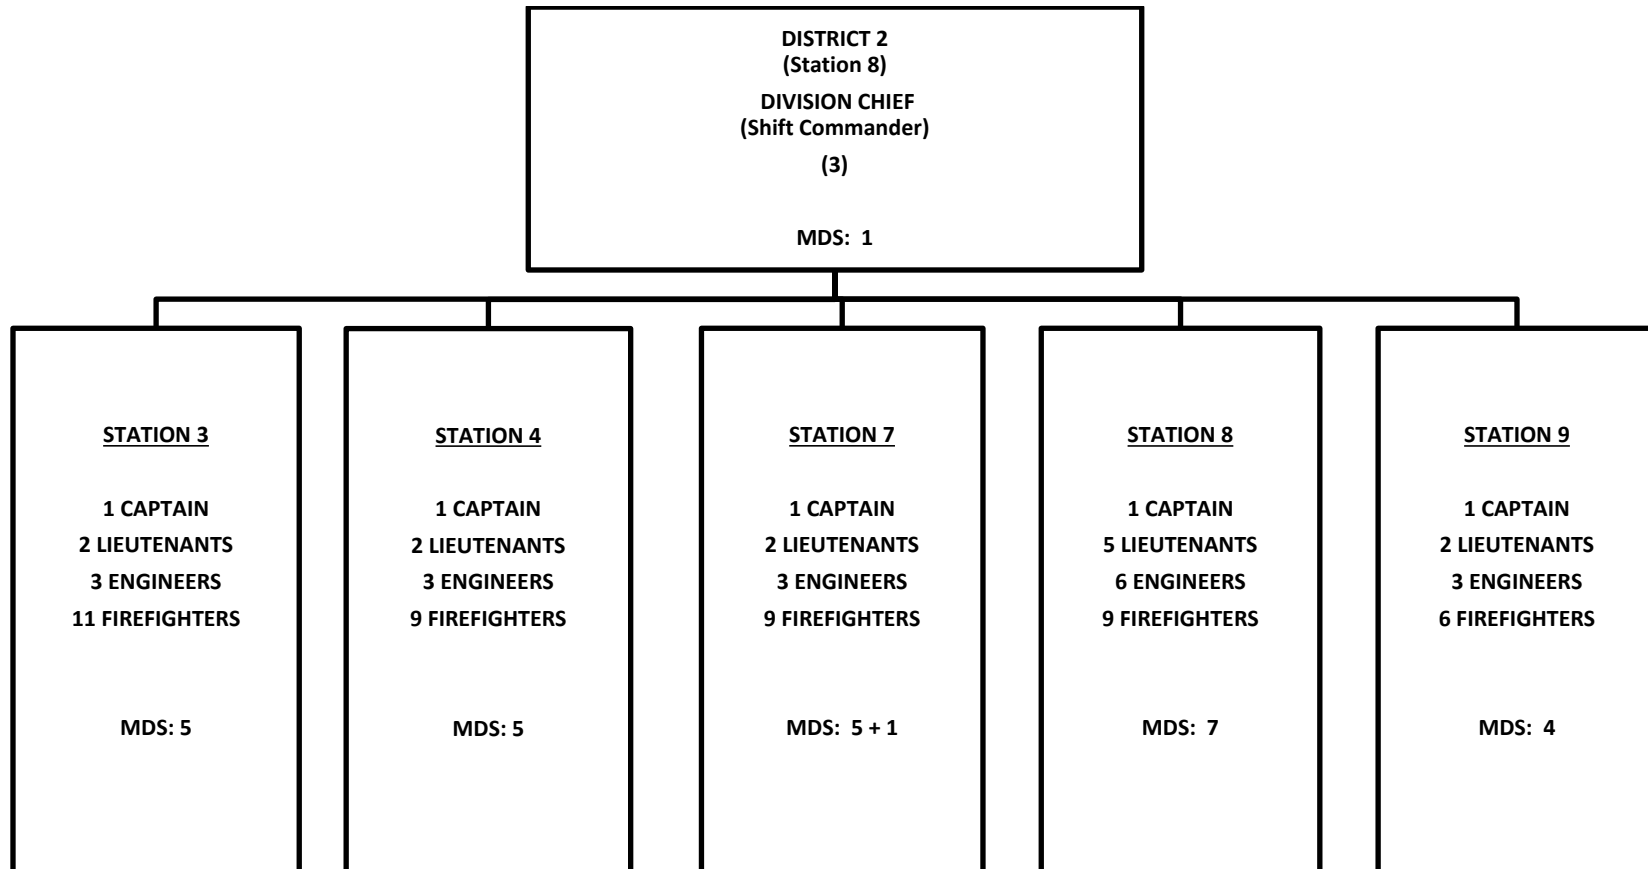 DISTRICT 2
(Station 8)
DIVISION CHIEF
(Shift Commander)
(3)
MDS: 1
STATION 3
1 CAPTAIN
2 LIEUTENANTS
3 ENGINEERS
11 FIREFIGHTERS
MDS: 5
STATION 4
1 CAPTAIN
2 LIEUTENANTS
3 ENGINEERS
9 FIREFIGHTERS
MDS: 5
STATION 7
1 CAPTAIN
2 LIEUTENANTS
3 ENGINEERS
9 FIREFIGHTERS
MDS: 5 + 1
STATION 8
1 CAPTAIN
5 LIEUTENANTS
6 ENGINEERS
9 FIREFIGHTERS
MDS: 7
STATION 9
1 CAPTAIN
2 LIEUTENANTS
3 ENGINEERS
6 FIREFIGHTERS
MDS: 4